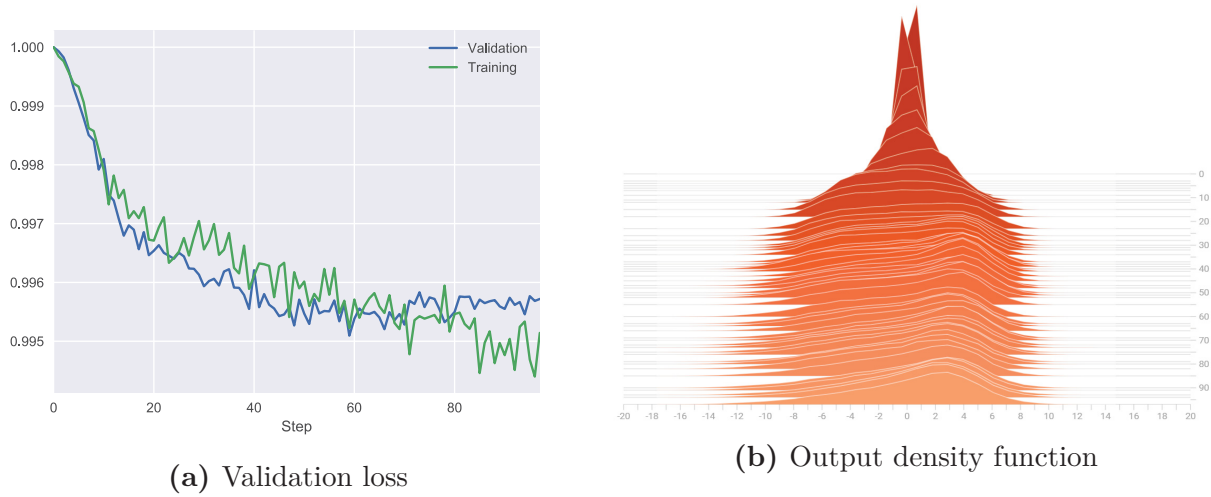 1.000
0.999
0.998
0.997
0.996
0.995
0 20 40 60 80
Step
Validation
Training
(a) Validation loss
0
10
20
30
40
50
60
70
80
90
-20 -18 -16 -14 -12 -10 -8 -6 -4 -2 0 2 4 6 8 10 12 14 16 18 20
(b) Output density function